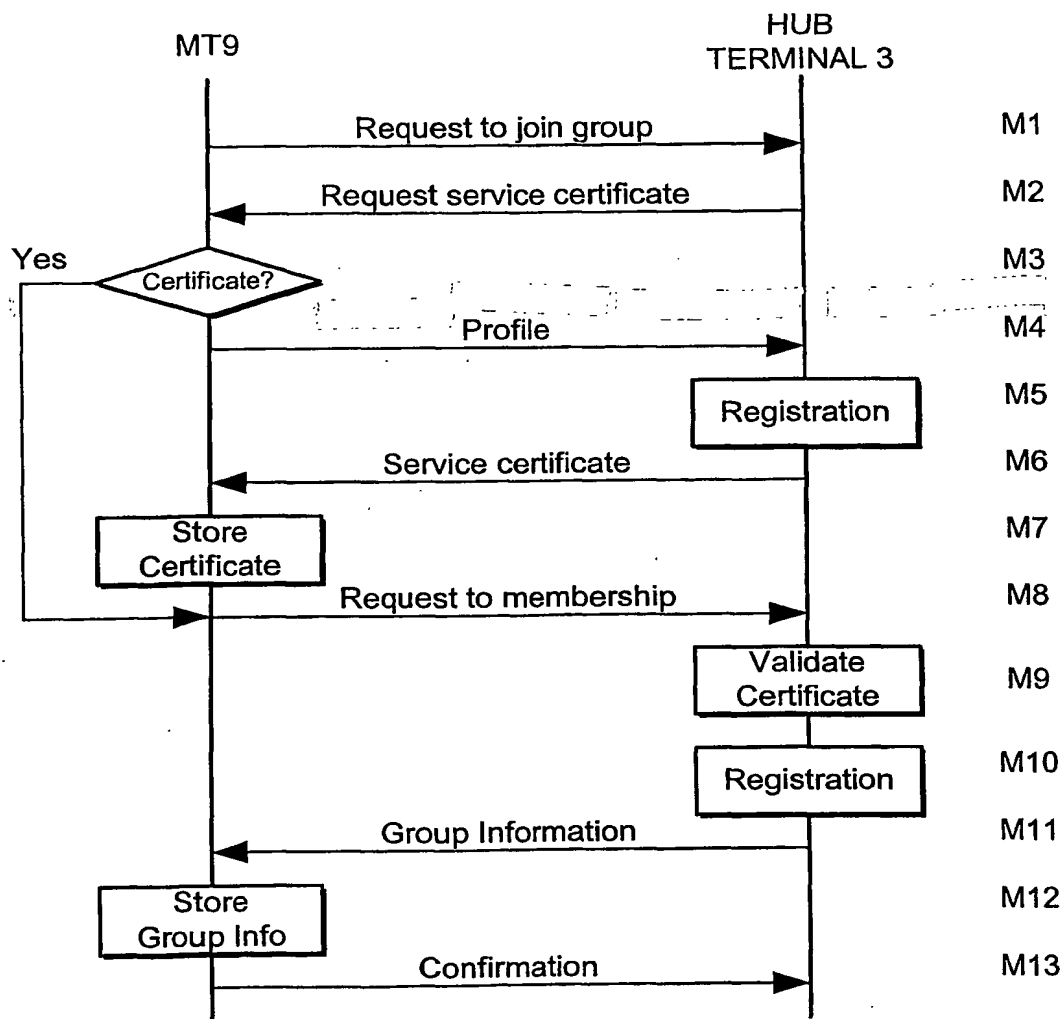 MT9
HUB
TERMINAL 3
Request to join group
M1
Request service certificate
M2
Yes
Certificate?
M3
Profile
M4
Registration
M5
Service certificate
M6
Store
Certificate
M7
Request to membership
M8
Validate
Certificate
M9
Registration
M10
Group Information
M11
Store
Group Info
M12
Confirmation
M13